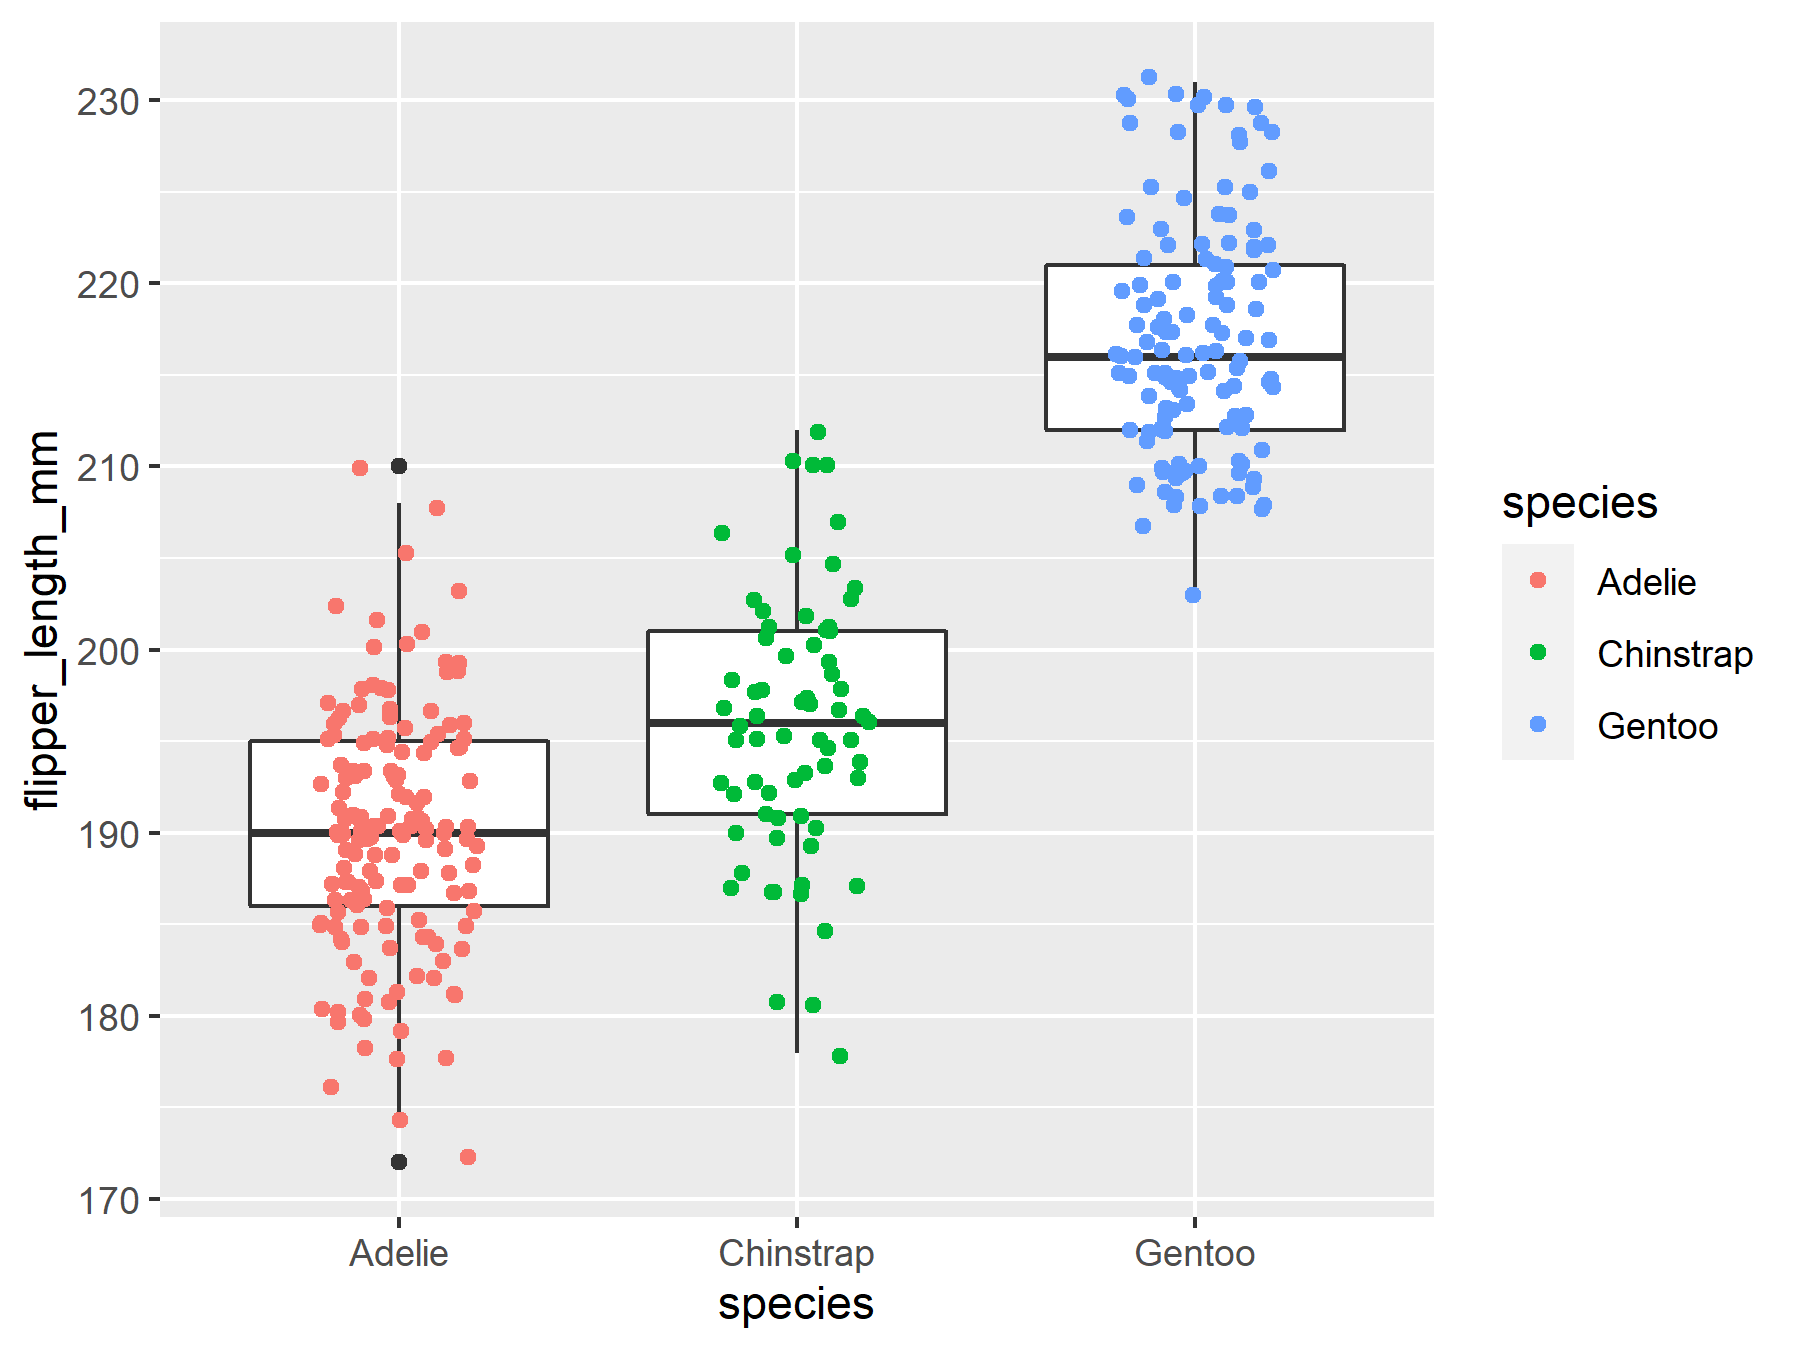 230
220
210
200
190
180
170
flipper_length_mm
Adelie Chinstrap Gentoo
species
species
Adelie
Chinstrap
Gentoo